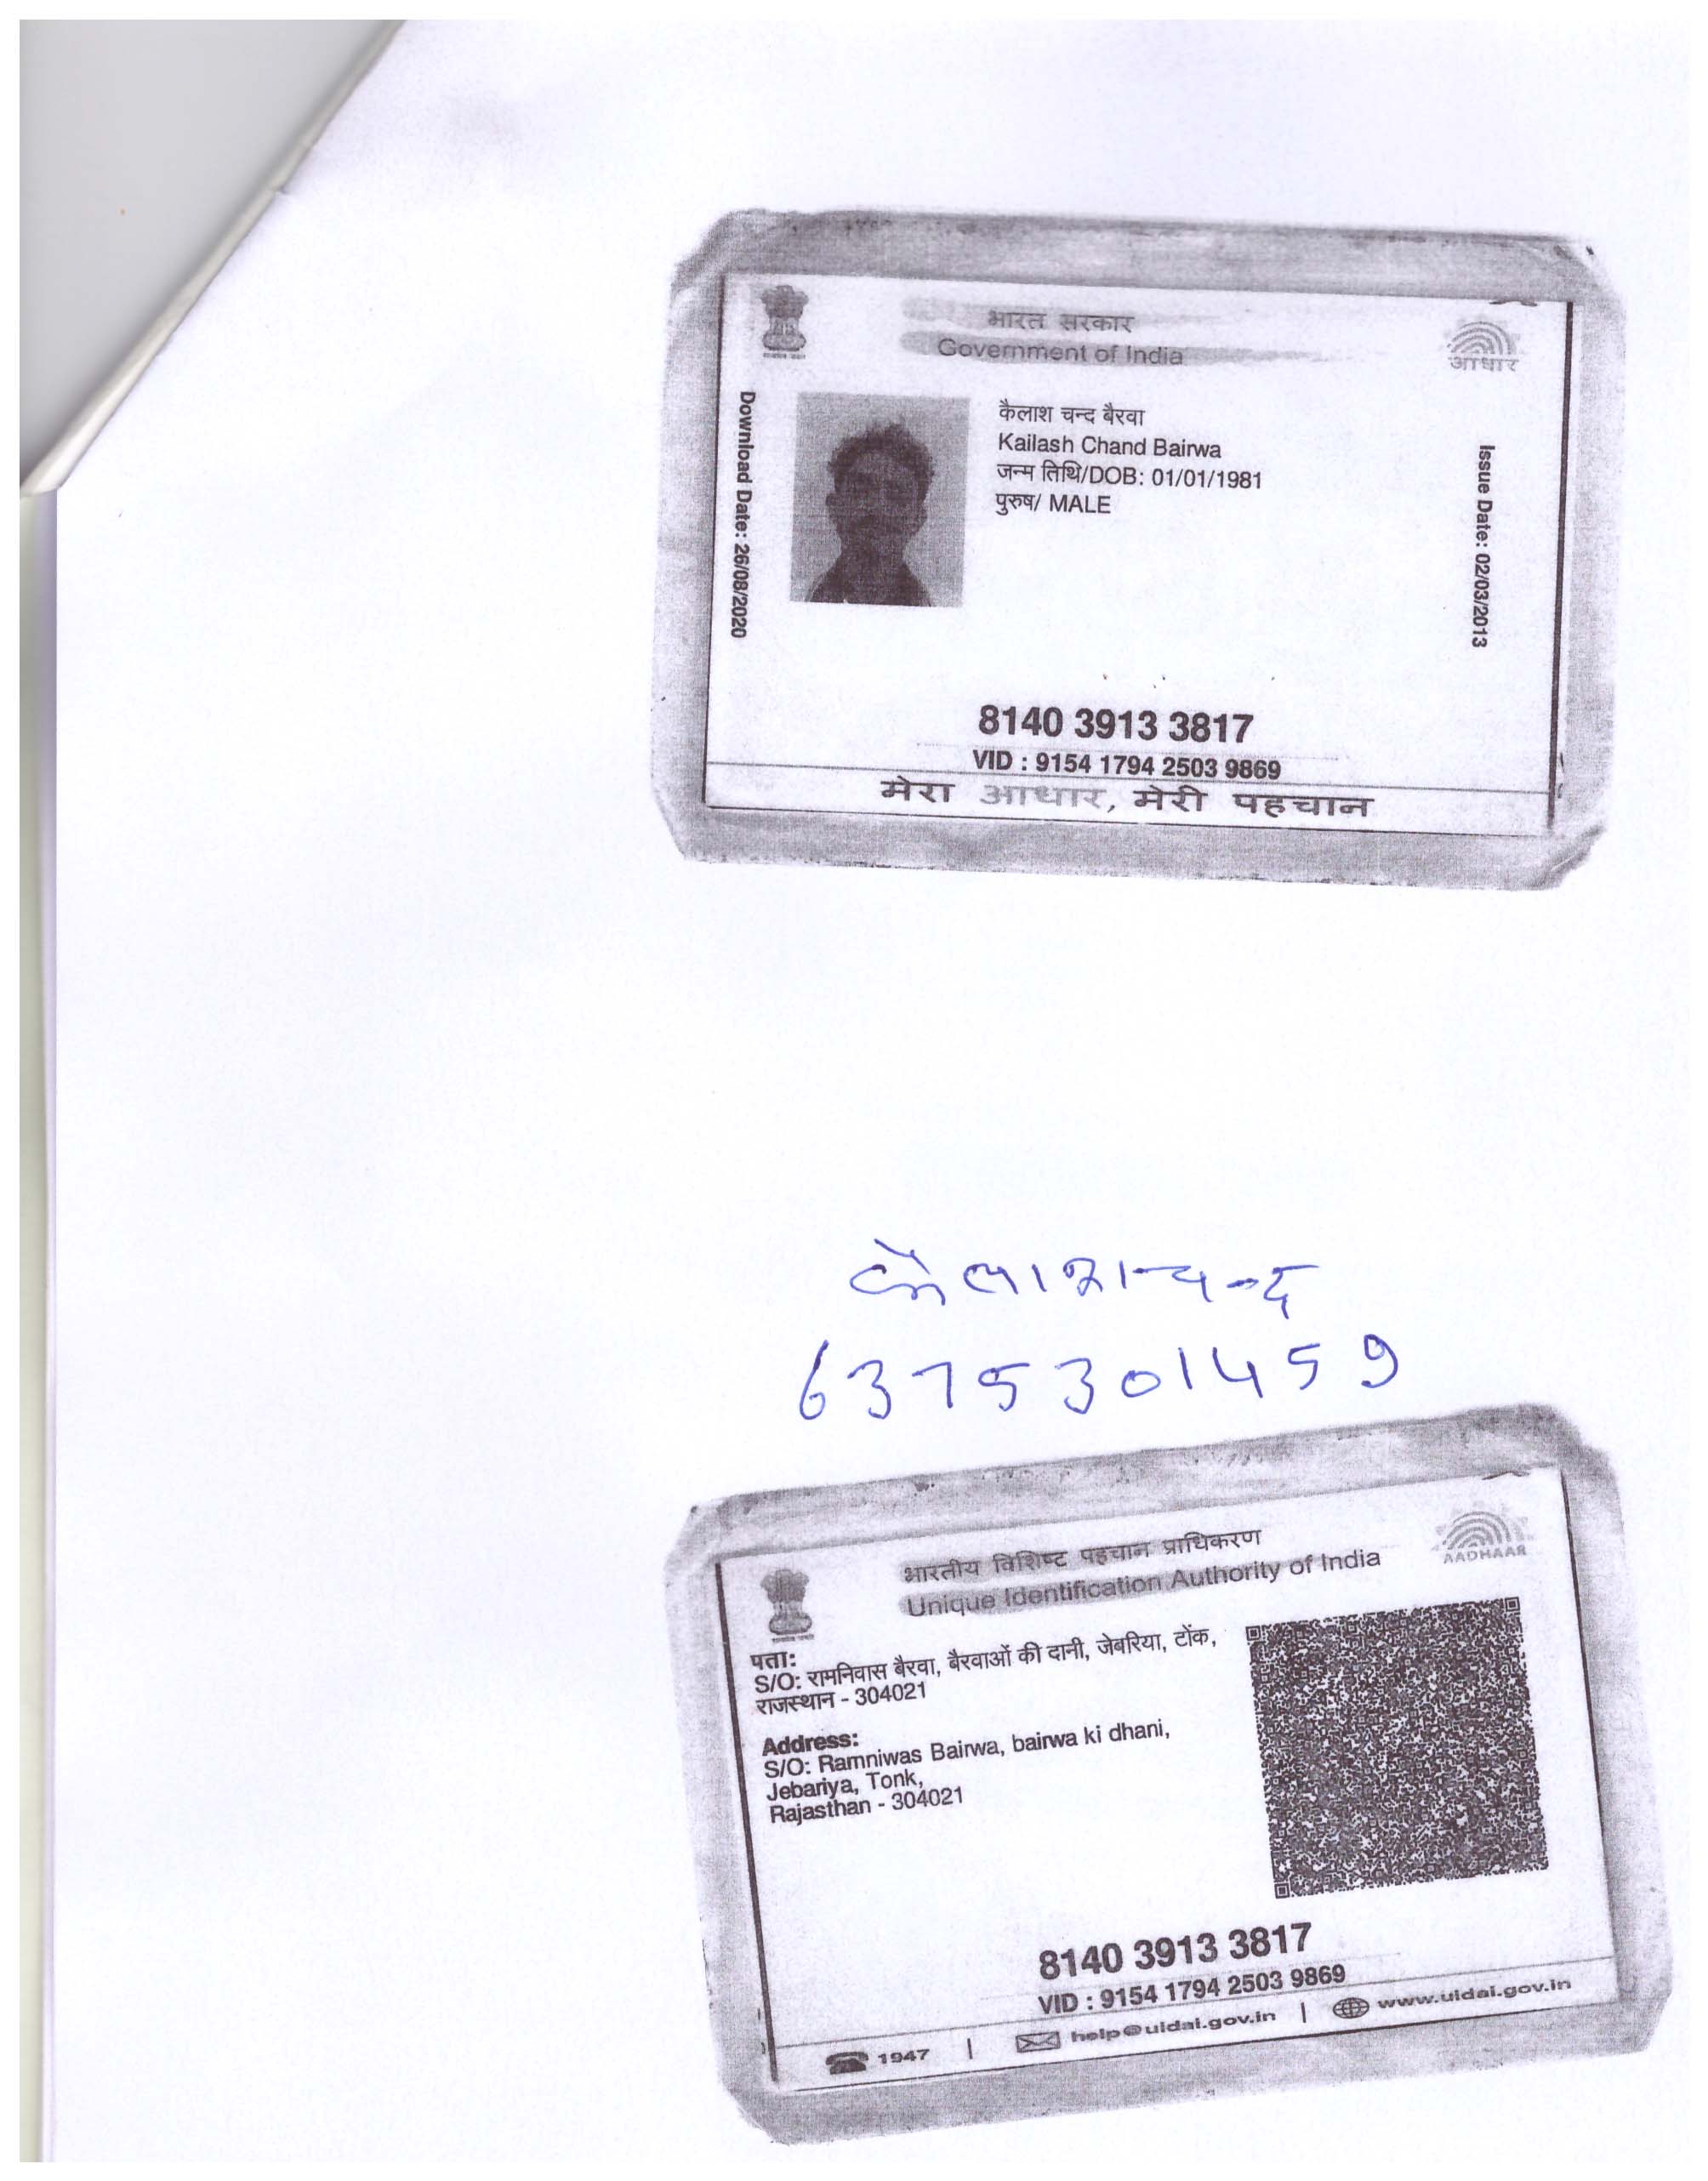 भारत सरकार
Government of India
आधार
Download Date: 26/08/2020
कैलाश चन्द बैरवा
Kailash Chand Bairwa
जन्म तिथि/DOB: 01/01/1981
पुरुष/ MALE
Issue Date: 02/03/2013
8140 3913 3817
VID : 9154 1794 2503 9869
मेरा आधार, मेरी पहचान
कैलाशचन्द
6375301459
भारतीय विशिष्ट पहचान प्राधिकरण
Unique Identification Authority of India
AADHAAR
पता:
S/O: रामनिवास बैरवा, बैरवाओं की दानी, जेबरिया, टोंक,
राजस्थान - 304021
Address:
S/O: Ramniwas Bairwa, bairwa ki dhani,
Jebariya, Tonk,
Rajasthan - 304021
8140 3913 3817
VID : 9154 1794 2503 9869
1947 | help@uidai.gov.in | www.uidai.gov.in